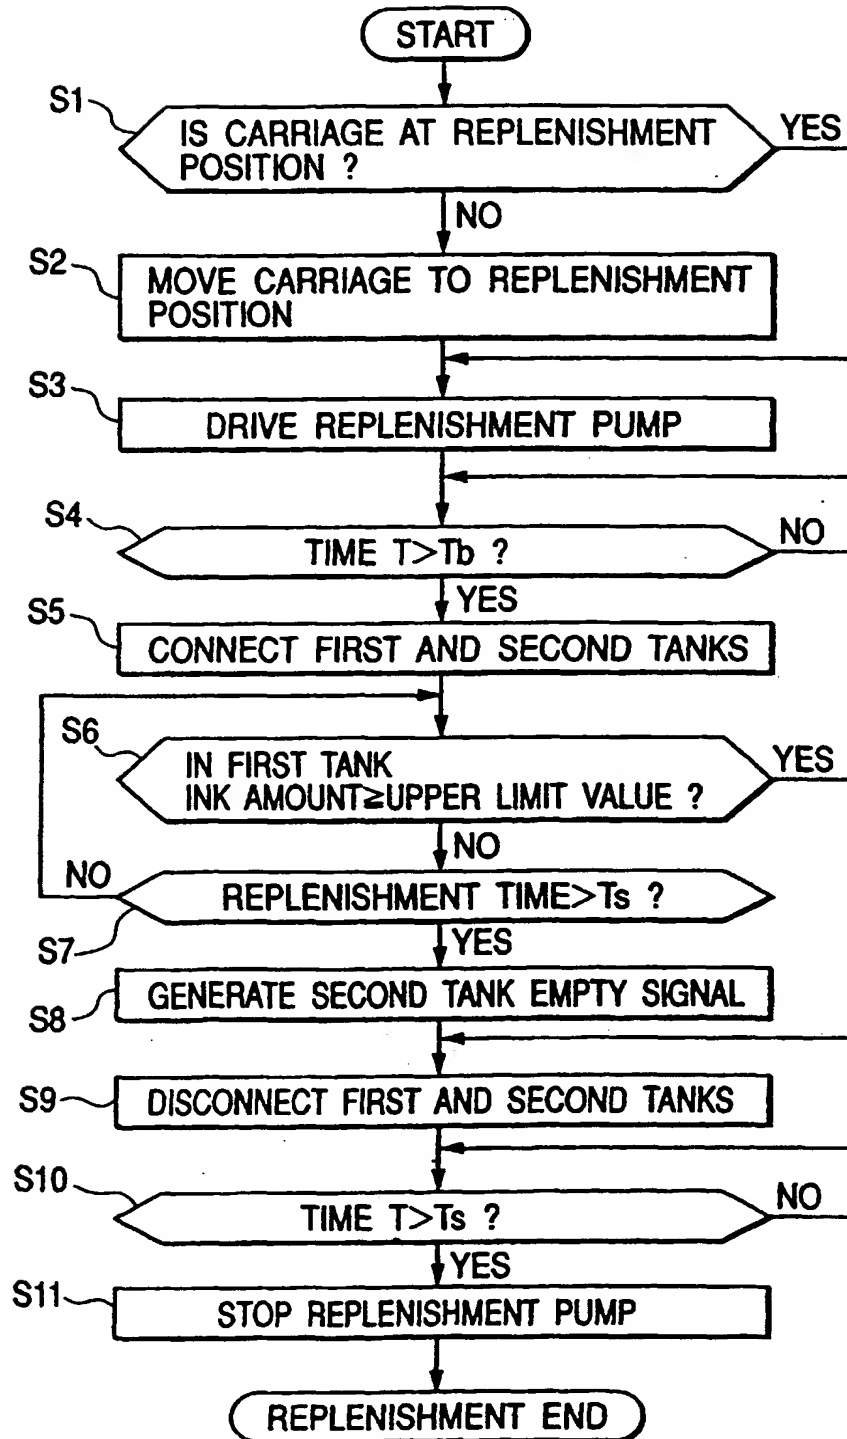 START
S1
IS CARRIAGE AT REPLENISHMENT
POSITION ?
YES
NO
S2
MOVE CARRIAGE TO REPLENISHMENT
POSITION
S3
DRIVE REPLENISHMENT PUMP
S4
TIME T>Tb ?
NO
YES
S5
CONNECT FIRST AND SECOND TANKS
S6
IN FIRST TANK
INK AMOUNT≧UPPER LIMIT VALUE ?
YES
NO
NO
REPLENISHMENT TIME>Ts ?
S7
YES
S8
GENERATE SECOND TANK EMPTY SIGNAL
S9
DISCONNECT FIRST AND SECOND TANKS
S10
TIME T>Ts ?
NO
YES
S11
STOP REPLENISHMENT PUMP
REPLENISHMENT END